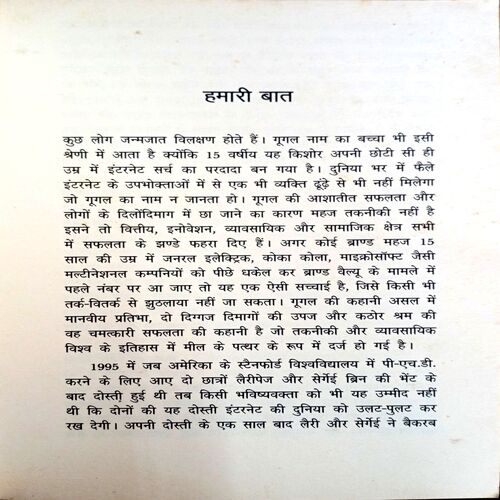 हमारी बात
कुछ लोग जन्मजात विलक्षण होते हैं। गूगल नाम का बच्चा भी इसी
श्रेणी में आता है क्योंकि 15 वर्षीय यह किशोर अपनी छोटी सी ही
उम्र में इंटरनेट सर्च का परदादा बन गया है। दुनिया भर में फैले
इंटरनेट के उपभोक्ताओं में से एक भी व्यक्ति ढूंढ़े से भी नहीं मिलेगा
जो गूगल का नाम न जानता हो। गूगल की आशातीत सफलता और
लोगों के दिलोंदिमाग में छा जाने का कारण महज तकनीकी नहीं है
इसने तो वित्तीय, इनोवेशन, व्यावसायिक और सामाजिक क्षेत्र सभी
में सफलता के झण्डे फहरा दिए हैं। अगर कोई ब्राण्ड महज 15
साल की उम्र में जनरल इलेक्ट्रिक, कोका कोला, माइक्रोसॉफ्ट जैसी
मल्टीनेशनल कम्पनियों को पीछे धकेल कर ब्राण्ड वैल्यू के मामले में
पहले नंबर पर आ जाए तो यह एक ऐसी सच्चाई है, जिसे किसी भी
तर्क-वितर्क से झुठलाया नहीं जा सकता। गूगल की कहानी असल में
मानवीय प्रतिभा, दो दिग्गज दिमागों की उपज और कठोर श्रम की
वह चमत्कारी सफलता की कहानी है जो तकनीकी और व्यावसायिक
विश्व के इतिहास में मील के पत्थर के रूप में दर्ज हो गई है।
1995 में जब अमेरिका के स्टैनफोर्ड विश्वविद्यालय में पी-एच.डी.
करने के लिए आए दो छात्रों लैरीपेज और सेर्गेई ब्रिन की भेंट के
बाद दोस्ती हुई थी तब किसी भविष्यवक्ता को भी यह उम्मीद नहीं
थी कि दोनों की यह दोस्ती इंटरनेट की दुनिया को उलट-पुलट कर
रख देगी। अपनी दोस्ती के एक साल बाद लैरी और सेर्गेई ने बैकरब